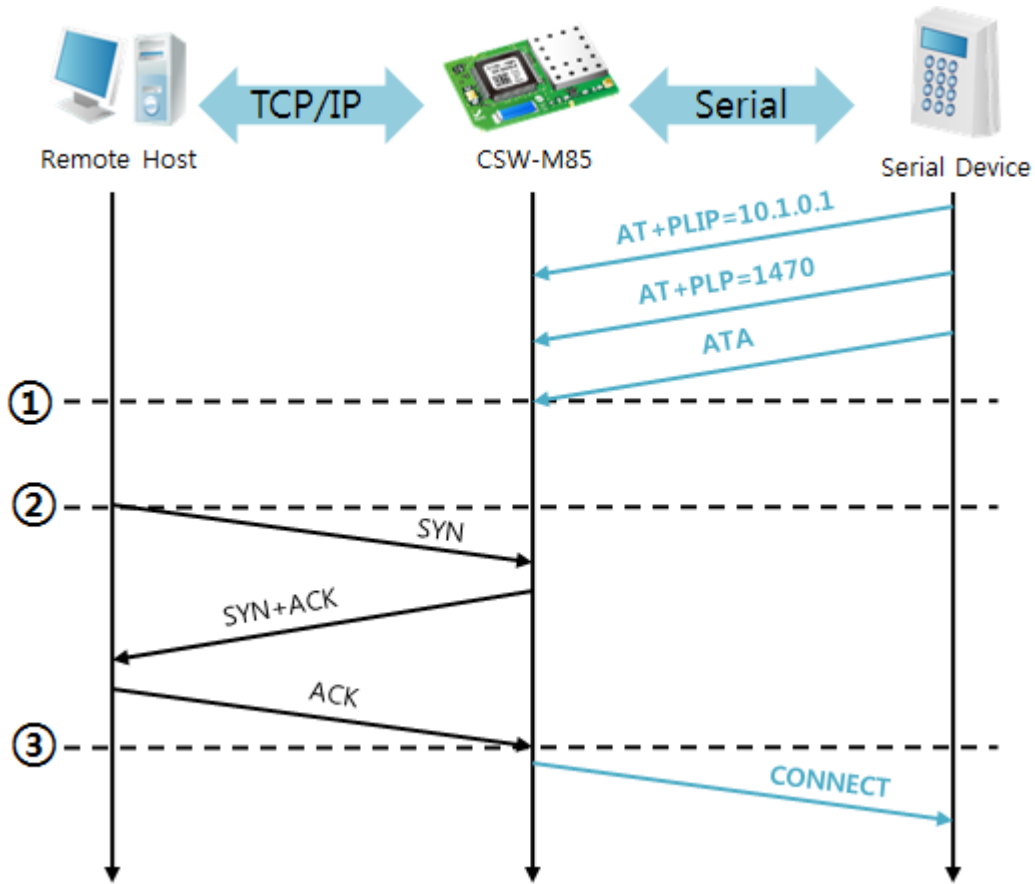 TCP/IP
Serial
Remote Host
CSW-M85
Serial Device
AT+PLIP=10.1.0.1
AT+PLP=1470
ATA
①
②
SYN
SYN+ACK
ACK
③
CONNECT